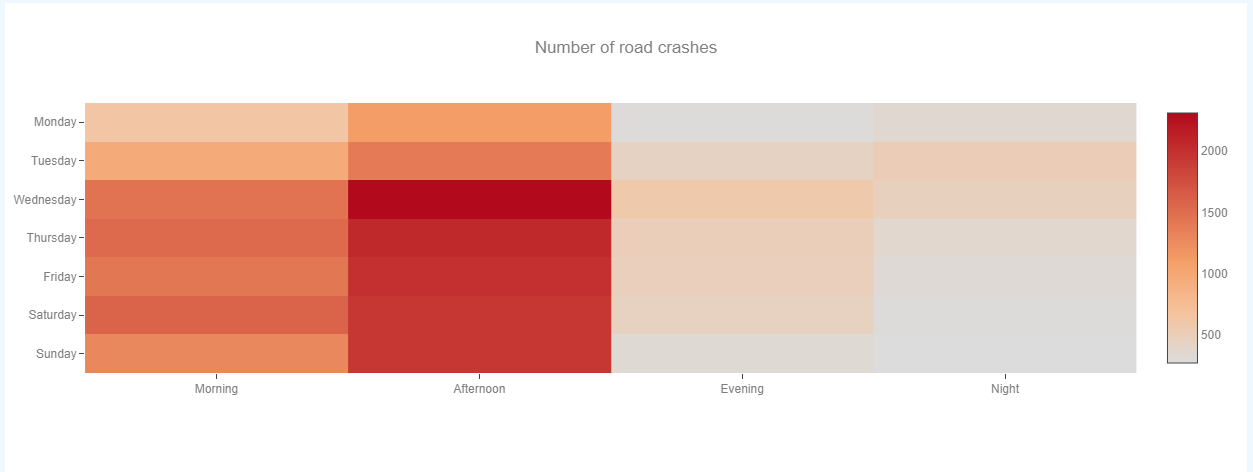 Number of road crashes
Monday
Tuesday
Wednesday
Thursday
Friday
Saturday
Sunday
Morning
Afternoon
Evening
Night
2000
1500
1000
500